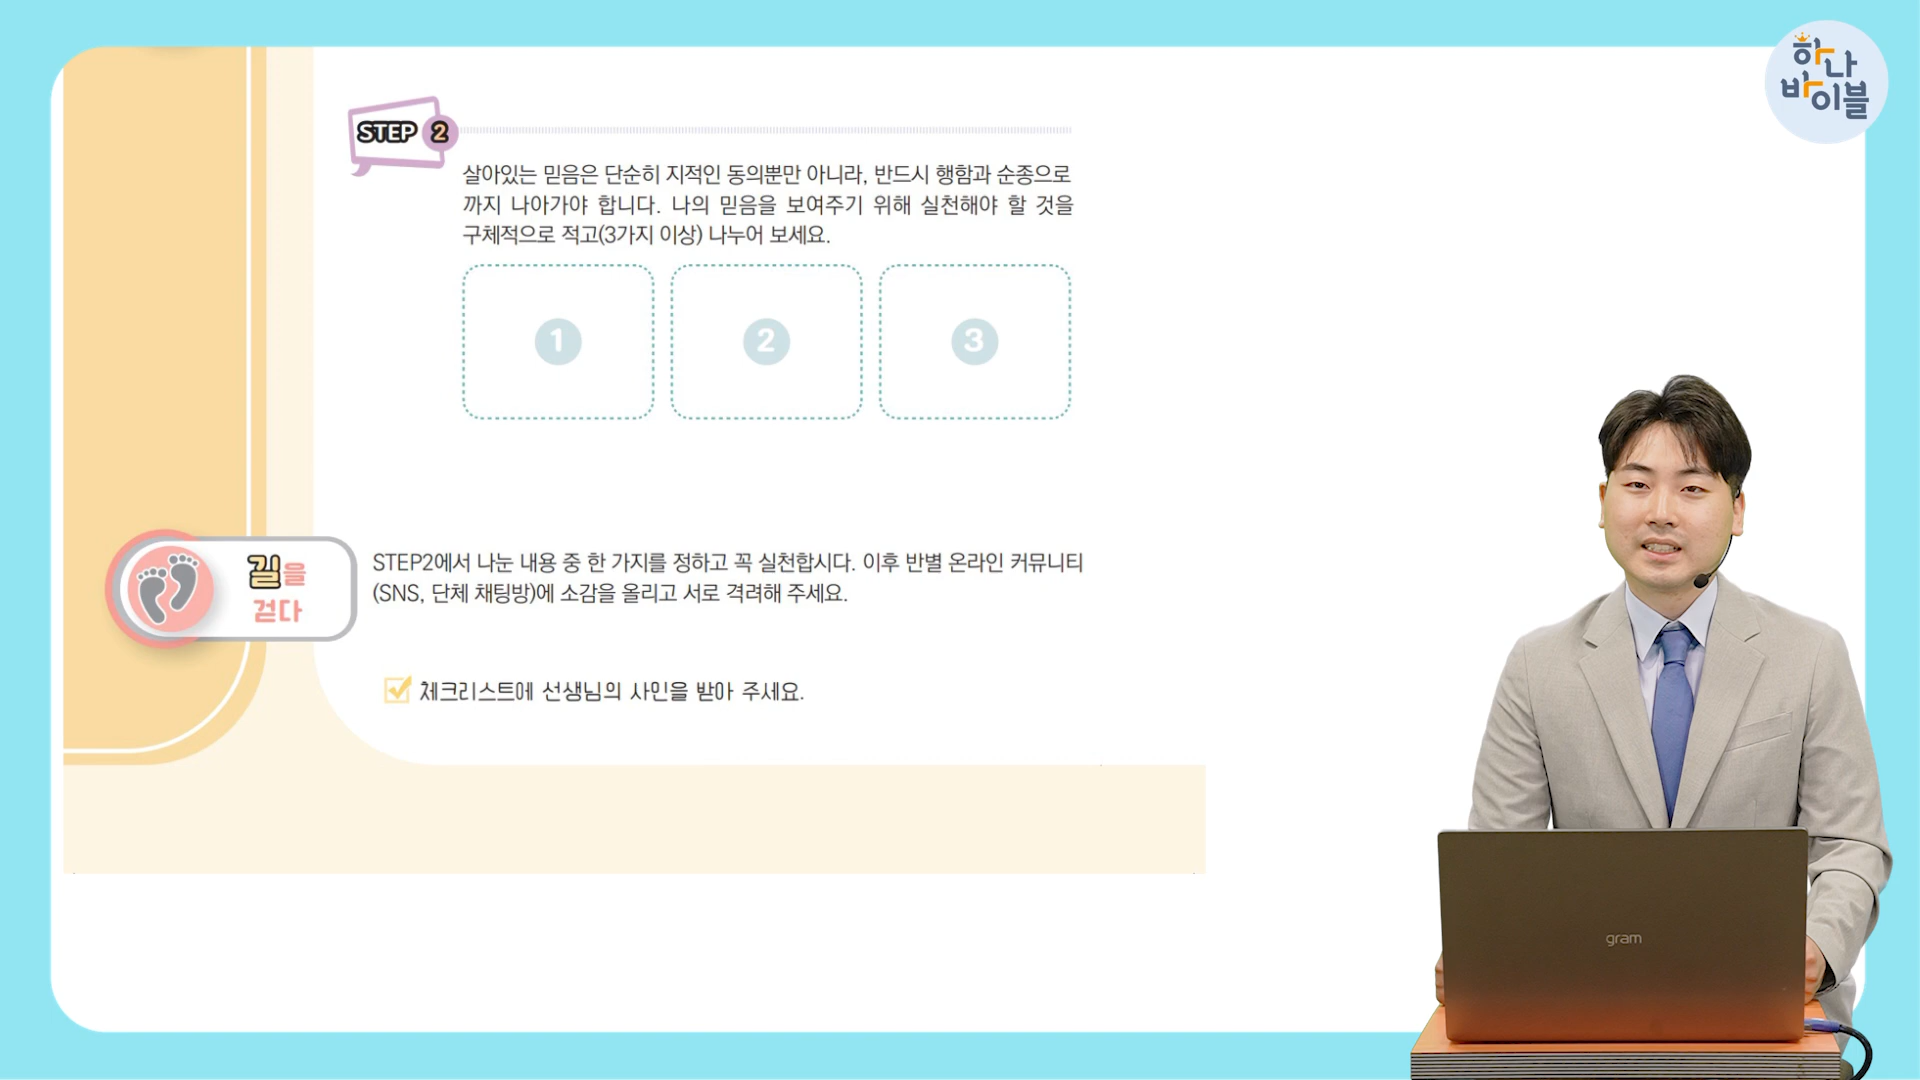 하나
바이블
STEP 2
살아있는 믿음은 단순히 지적인 동의뿐만 아니라, 반드시 행함과 순종으로
까지 나아가야 합니다. 나의 믿음을 보여주기 위해 실천해야 할 것을
구체적으로 적고(3가지 이상) 나누어 보세요.
1 2 3
길을
걷다
STEP2에서 나눈 내용 중 한 가지를 정하고 꼭 실천합시다. 이후 반별 온라인 커뮤니티
(SNS, 단체 채팅방)에 소감을 올리고 서로 격려해 주세요.
체크리스트에 선생님의 사인을 받아 주세요.
gram